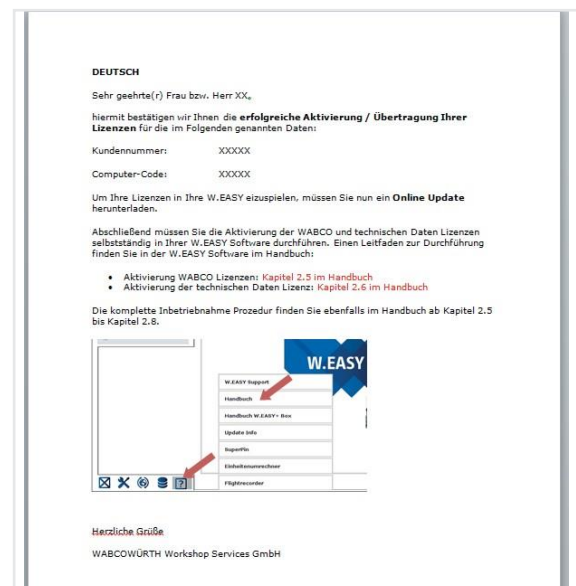 DEUTSCH
Sehr geehrte(r) Frau bzw. Herr XX,
hiermit bestätigen wir Ihnen die erfolgreiche Aktivierung / Übertragung Ihrer
Lizenzen für die im Folgenden genannten Daten:
Kundennummer: XXXXX
Computer-Code: XXXXX
Um Ihre Lizenzen in Ihre W.EASY eizuspielen, müssen Sie nun ein Online Update
herunterladen.
Abschließend müssen Sie die Aktivierung der WABCO und technischen Daten Lizenzen
selbstständig in Ihrer W.EASY Software durchführen. Einen Leitfaden zur Durchführung
finden Sie in der W.EASY Software im Handbuch:
• Aktivierung WABCO Lizenzen: Kapitel 2.5 im Handbuch
• Aktivierung der technischen Daten Lizenz: Kapitel 2.6 im Handbuch
Die komplette Inbetriebnahme Prozedur finden Sie ebenfalls im Handbuch ab Kapitel 2.5
bis Kapitel 2.8.
W.EASY
W.EASY Support
Handbuch
Handbuch W.EASY+ Box
Update Info
SuperPin
Einheitenumrechner
Flightrecorder
?
Herzliche Grüße
WABCOWÜRTH Workshop Services GmbH